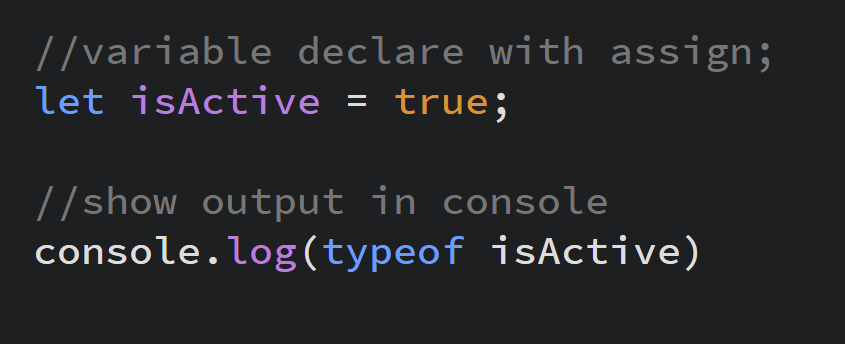 //variable declare with assign;
let isActive = true;
//show output in console
console.log(typeof isActive)